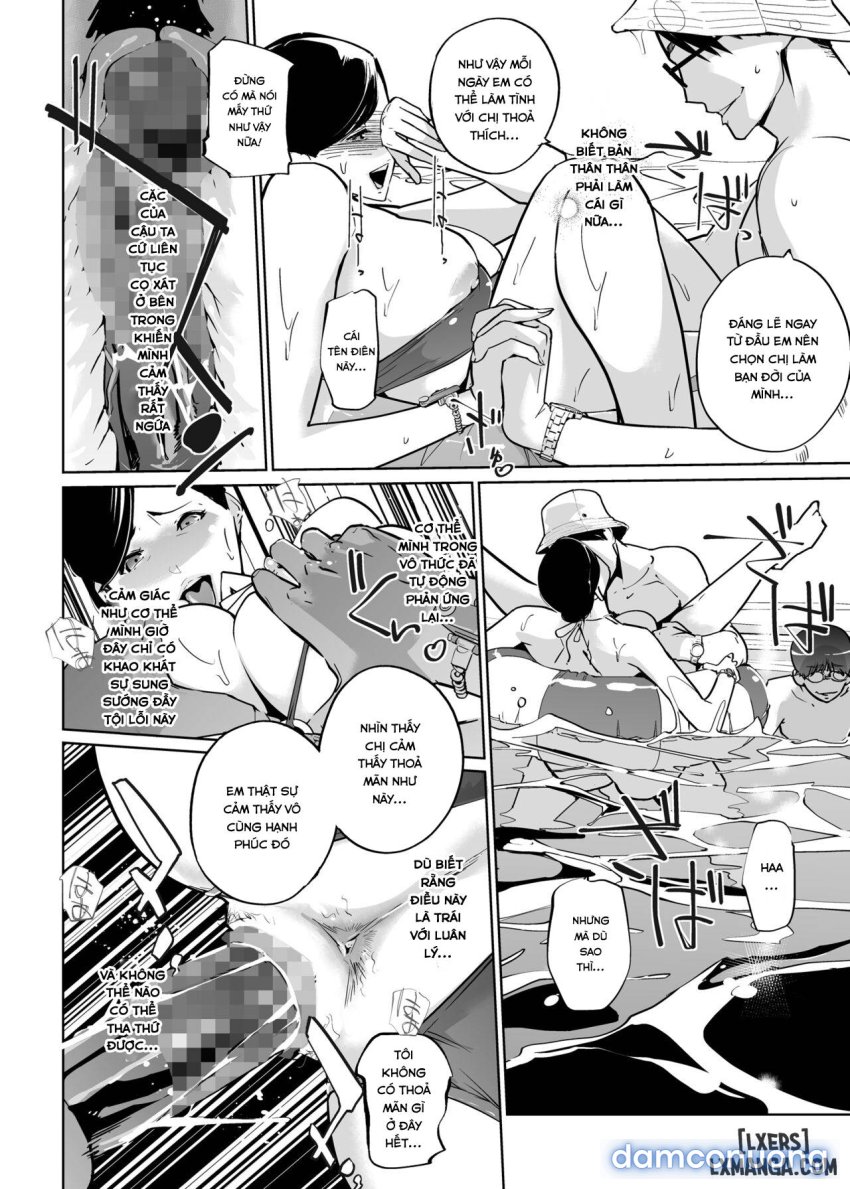 NHƯ VẬY MỖI
NGÀY EM CÓ
THỂ LÀM TÌNH
VỚI CHỊ THOẢ
THÍCH...
KHÔNG
BIẾT BẢN
THÂN THÂN
PHẢI LÀM
CÁI GÌ
NỮA...
ĐÁNG LẼ NGAY
TỪ ĐẦU EM NÊN
CHỌN CHỊ LÀM
BẠN ĐỜI CỦA
MÌNH...
ĐỪNG
CÓ MÀ NÓI
MẤY THỨ
NHƯ VẬY
NỮA!
CÁI
TÊN ĐIÊN
NÀY...
CẶC
CỦA
CẬU TA
CỨ LIÊN
TỤC
CỌ XÁT
Ở BÊN
TRONG
KHIẾN
MÌNH
CẢM
THẤY
RẤT
NGỨA
HAA
...
NHƯNG
MÀ DÙ
SAO
THÌ...
CƠ THỂ
MÌNH TRONG
VÔ THỨC ĐÃ
TỰ ĐỘNG
PHẢN ỨNG
LẠI...
CẢM GIÁC
NHƯ CƠ THỂ
MÌNH GIỜ
ĐÂY CHỈ CÓ
KHAO KHÁT
SỰ SUNG
SƯỚNG ĐẦY
TỘI LỖI NÀY
NHÌN THẤY
CHỊ CẢM
THẤY THOẢ
MÃN NHƯ
NÀY...
EM THẬT SỰ
CẢM THẤY VÔ
CÙNG HẠNH
PHÚC ĐÓ
DÙ BIẾT
RẰNG
ĐIỀU NÀY
LÀ TRÁI
VỚI LUÂN
LÝ...
VÀ KHÔNG
THỂ NÀO
CÓ THỂ
THA THỨ
ĐƯỢC...
TÔI
KHÔNG
CÓ THOẢ
MÃN GÌ
Ở ĐÂY
HẾT...
[LXERS]
damconuong
LXMANGA.COM